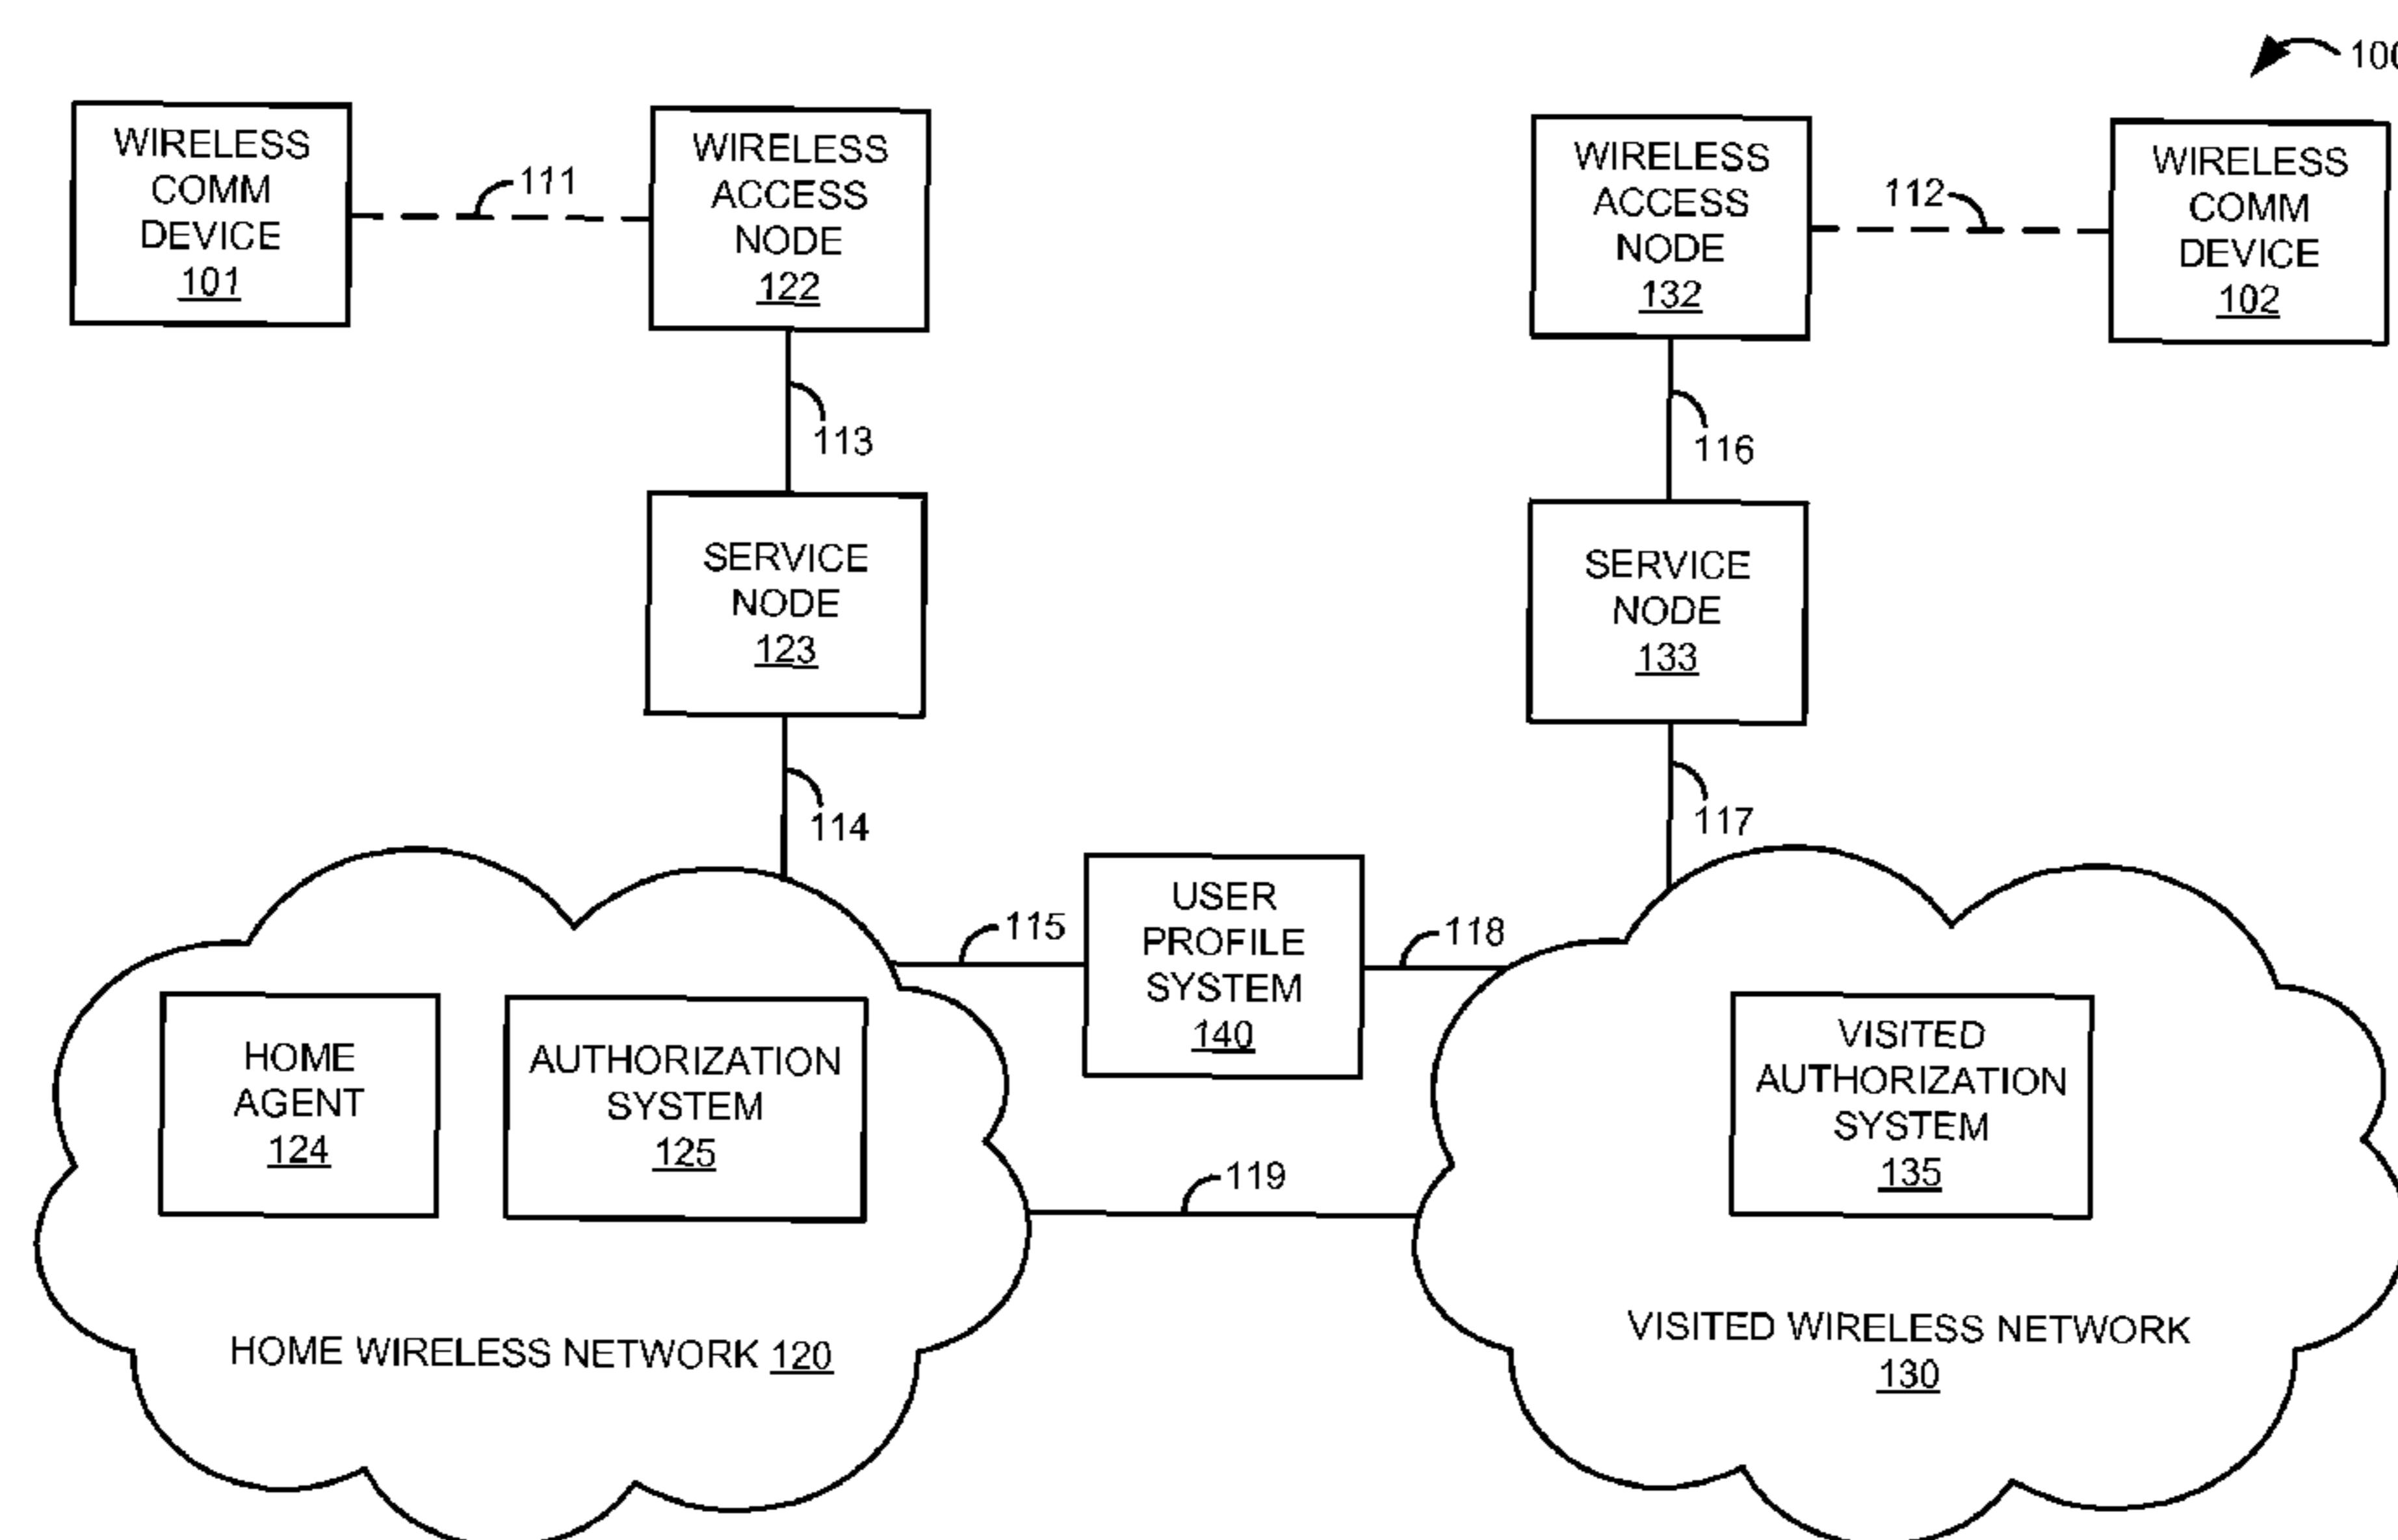 100
WIRELESS
COMM
DEVICE
101
111
WIRELESS
ACCESS
NODE
122
WIRELESS
ACCESS
NODE
132
112
WIRELESS
COMM
DEVICE
102
113
116
SERVICE
NODE
123
SERVICE
NODE
133
114
117
115
USER
PROFILE
SYSTEM
140
118
HOME
AGENT
124
AUTHORIZATION
SYSTEM
125
VISITED
AUTHORIZATION
SYSTEM
135
119
HOME WIRELESS NETWORK 120
VISITED WIRELESS NETWORK
130